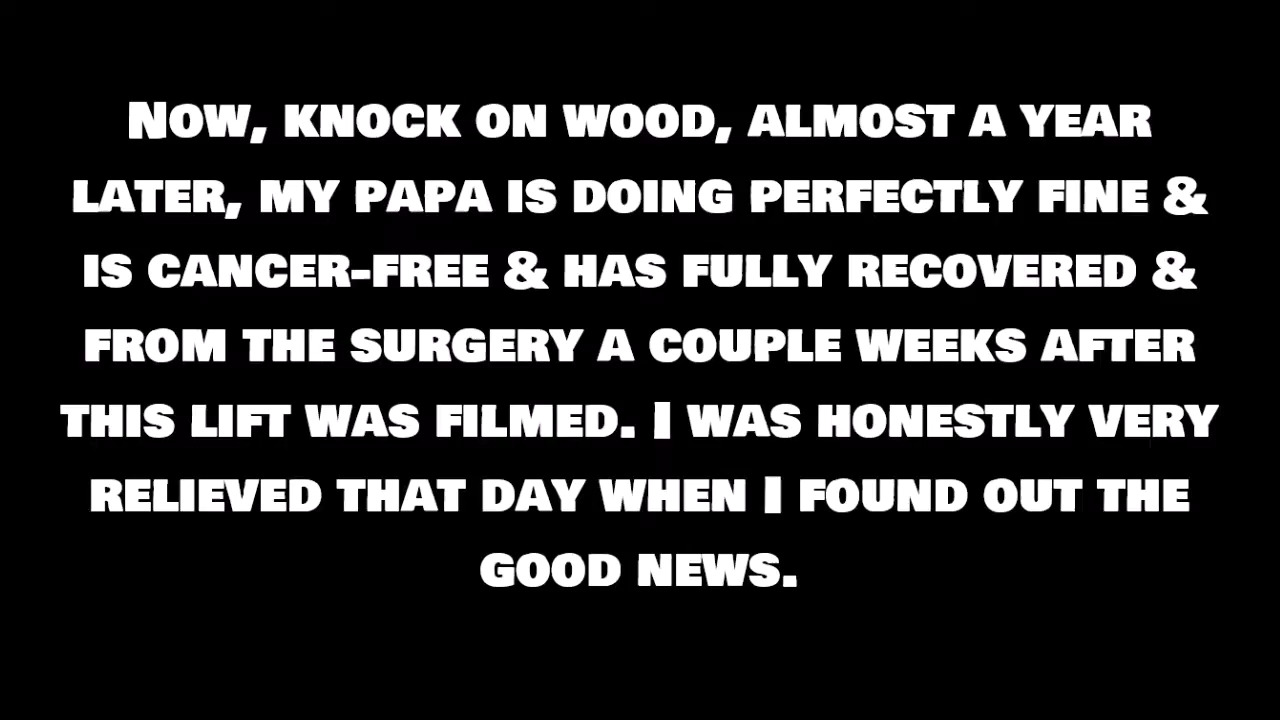 Now, knock on wood, almost a year
later, my papa is doing perfectly fine &
is cancer-free & has fully recovered &
from the surgery a couple weeks after
this lift was filmed. I was honestly very
relieved that day when I found out the
good news.